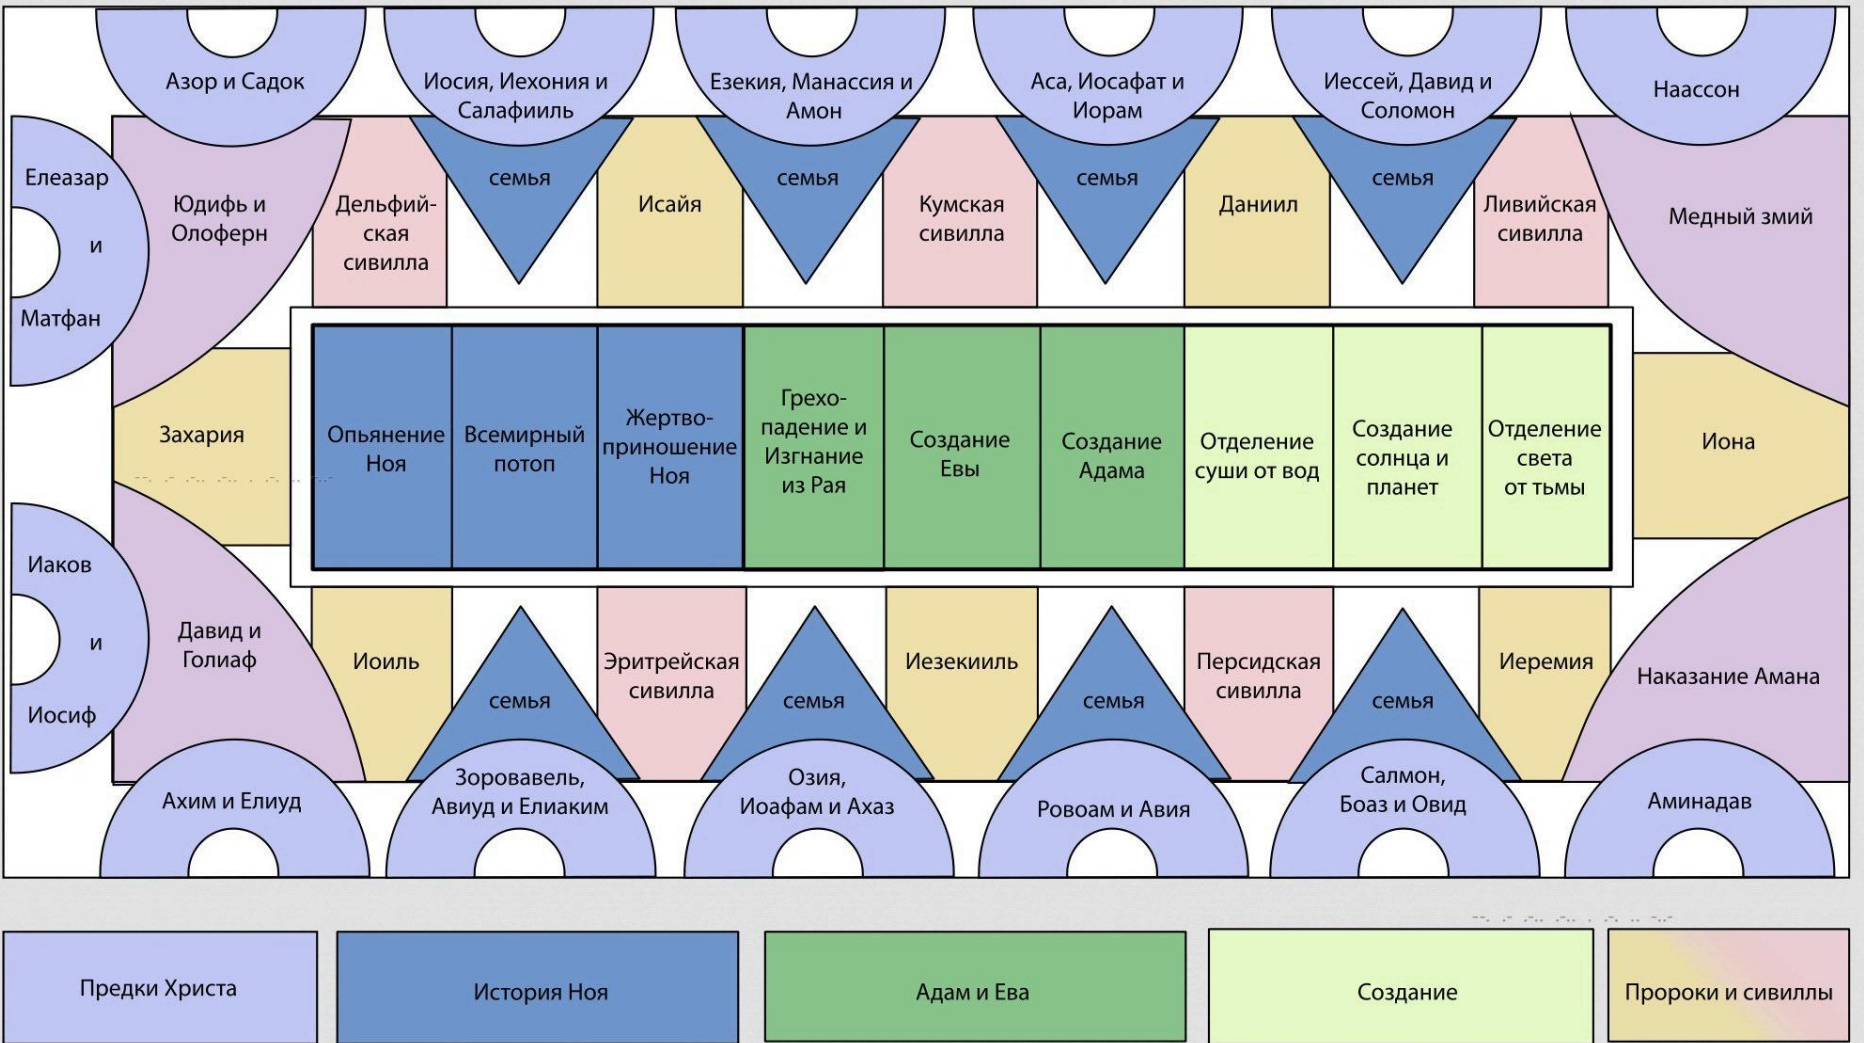 Азор и Садок
Иосия, Иехония и
Салафииль
Езекия, Манассия и
Амон
Аса, Иосафат и
Иорам
Иессей, Давид и
Соломон
Наассон
Елеазар
и
Матфан
Юдифь и
Олоферн
Дельфий-
ская
сивилла
семья
Исайя
семья
Кумская
сивилла
семья
Даниил
семья
Ливийская
сивилла
Медный змий
Захария
Опьянение
Ноя
Всемирный
потоп
Жертво-
приношение
Ноя
Грехо-
падение и
Изгнание
из Рая
Создание
Евы
Создание
Адама
Отделение
суши от вод
Создание
солнца и
планет
Отделение
света
от тьмы
Иона
Иаков
и
Иосиф
Давид и
Голиаф
Иоиль
семья
Эритрейская
сивилла
семья
Иезекииль
семья
Персидская
сивилла
семья
Иеремия
Наказание Амана
Ахим и Елиуд
Зоровавель,
Авиуд и Елиаким
Озия,
Иоафам и Ахаз
Ровоам и Авия
Салмон,
Боаз и Овид
Аминадав
Предки Христа
История Ноя
Адам и Ева
Создание
Пророки и сивиллы